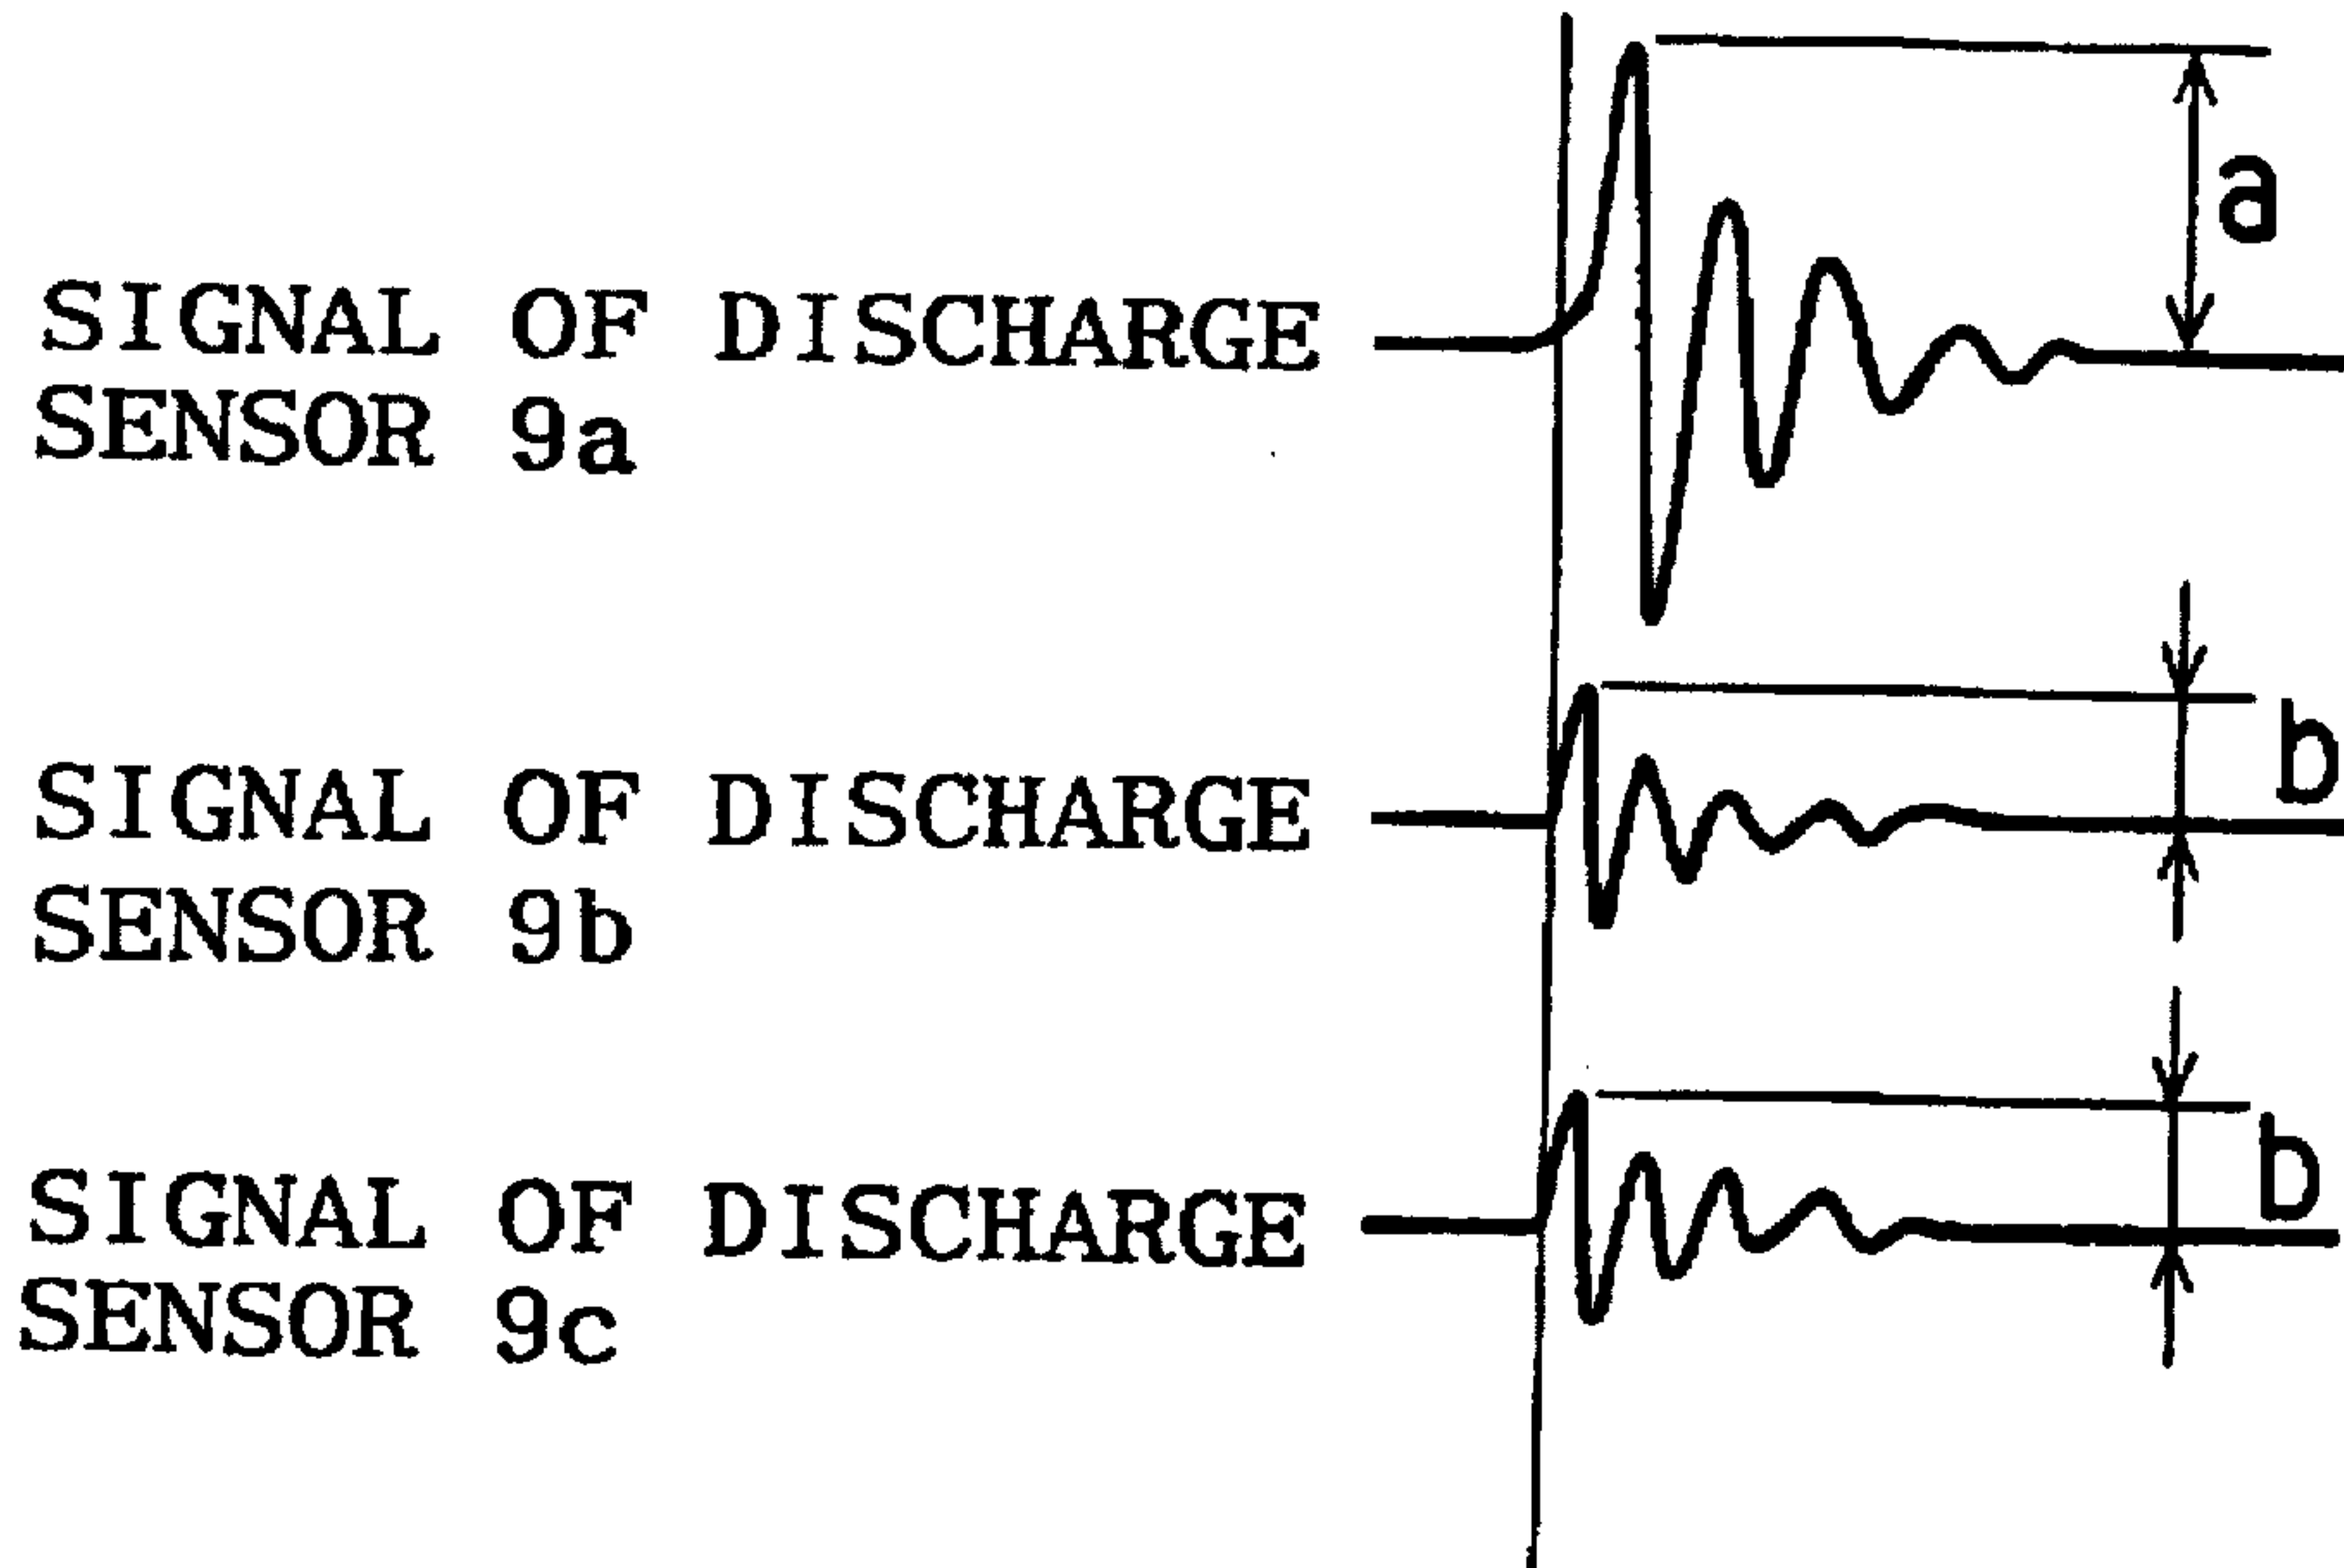 SIGNAL OF DISCHARGE
SENSOR 9a
a
SIGNAL OF DISCHARGE
SENSOR 9b
b
SIGNAL OF DISCHARGE
SENSOR 9c
b